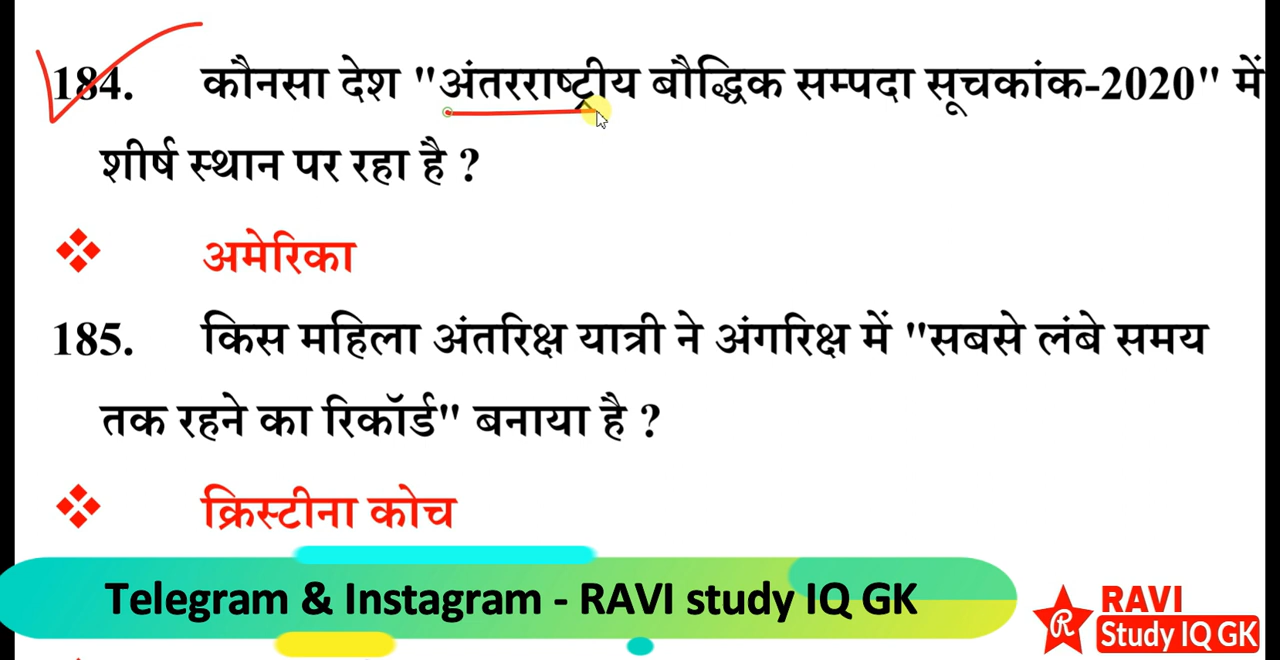 184. कौनसा देश "अंतरराष्ट्रीय बौद्धिक सम्पदा सूचकांक-2020" में
शीर्ष स्थान पर रहा है ?
❖ अमेरिका
185. किस महिला अंतरिक्ष यात्री ने अंगरिक्ष में "सबसे लंबे समय
तक रहने का रिकॉर्ड" बनाया है ?
❖ क्रिस्टीना कोच
Telegram & Instagram - RAVI study IQ GK
R
RAVI
Study IQ GK